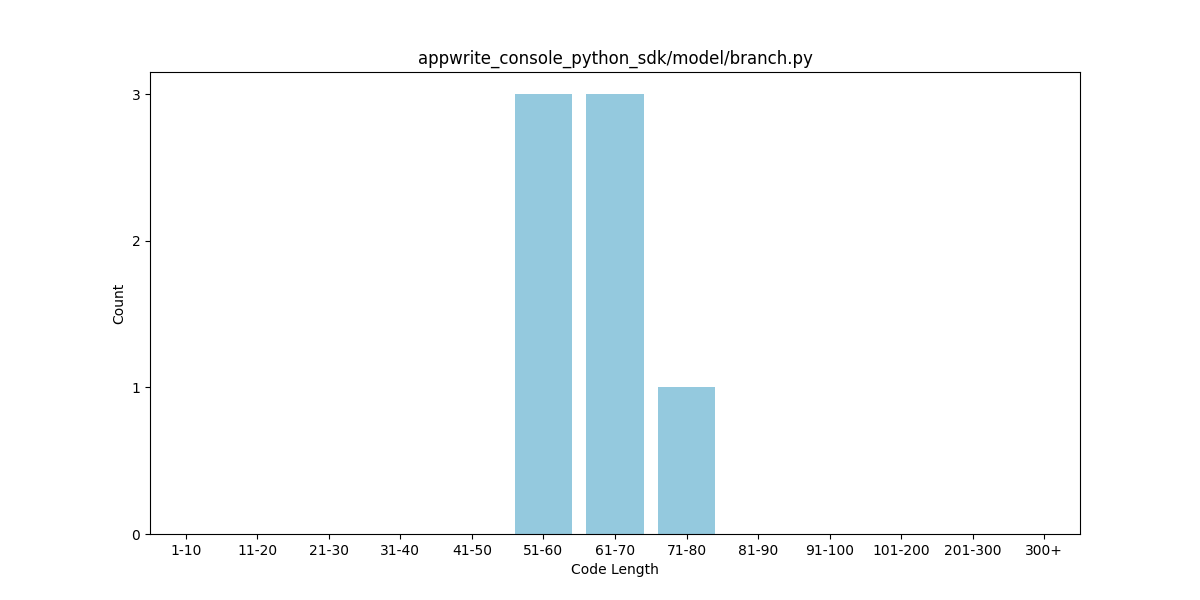 appwrite_console_python_sdk/model/branch.py
3
2
1
0
Count
1-10 11-20 21-30 31-40 41-50 51-60 61-70 71-80 81-90 91-100 101-200 201-300 300+
Code Length